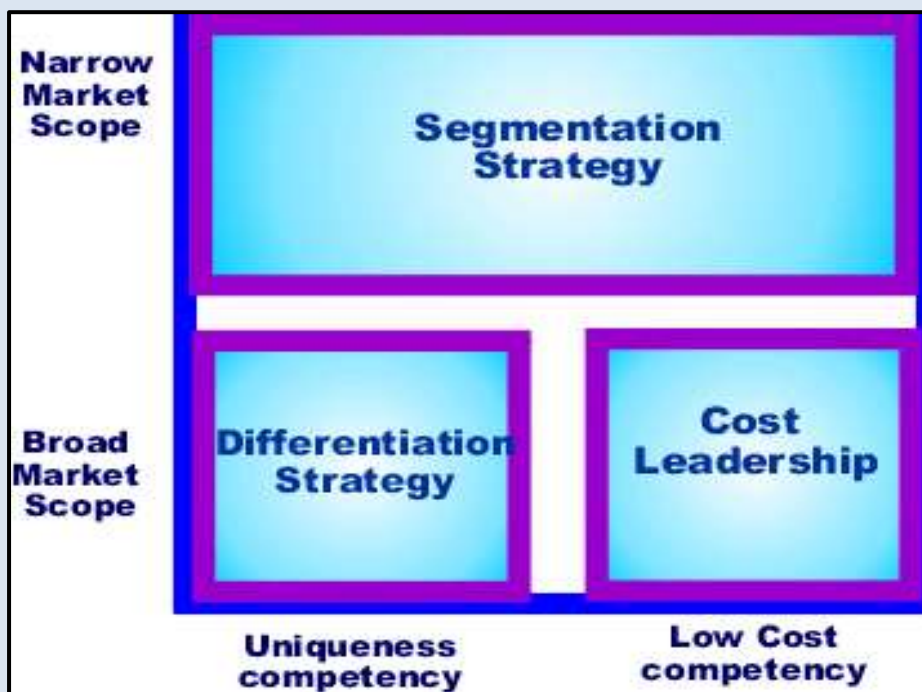 Narrow
Market
Scope
Segmentation
Strategy
Broad
Market
Scope
Differentiation
Strategy
Cost
Leadership
Uniqueness
competency
Low Cost
competency